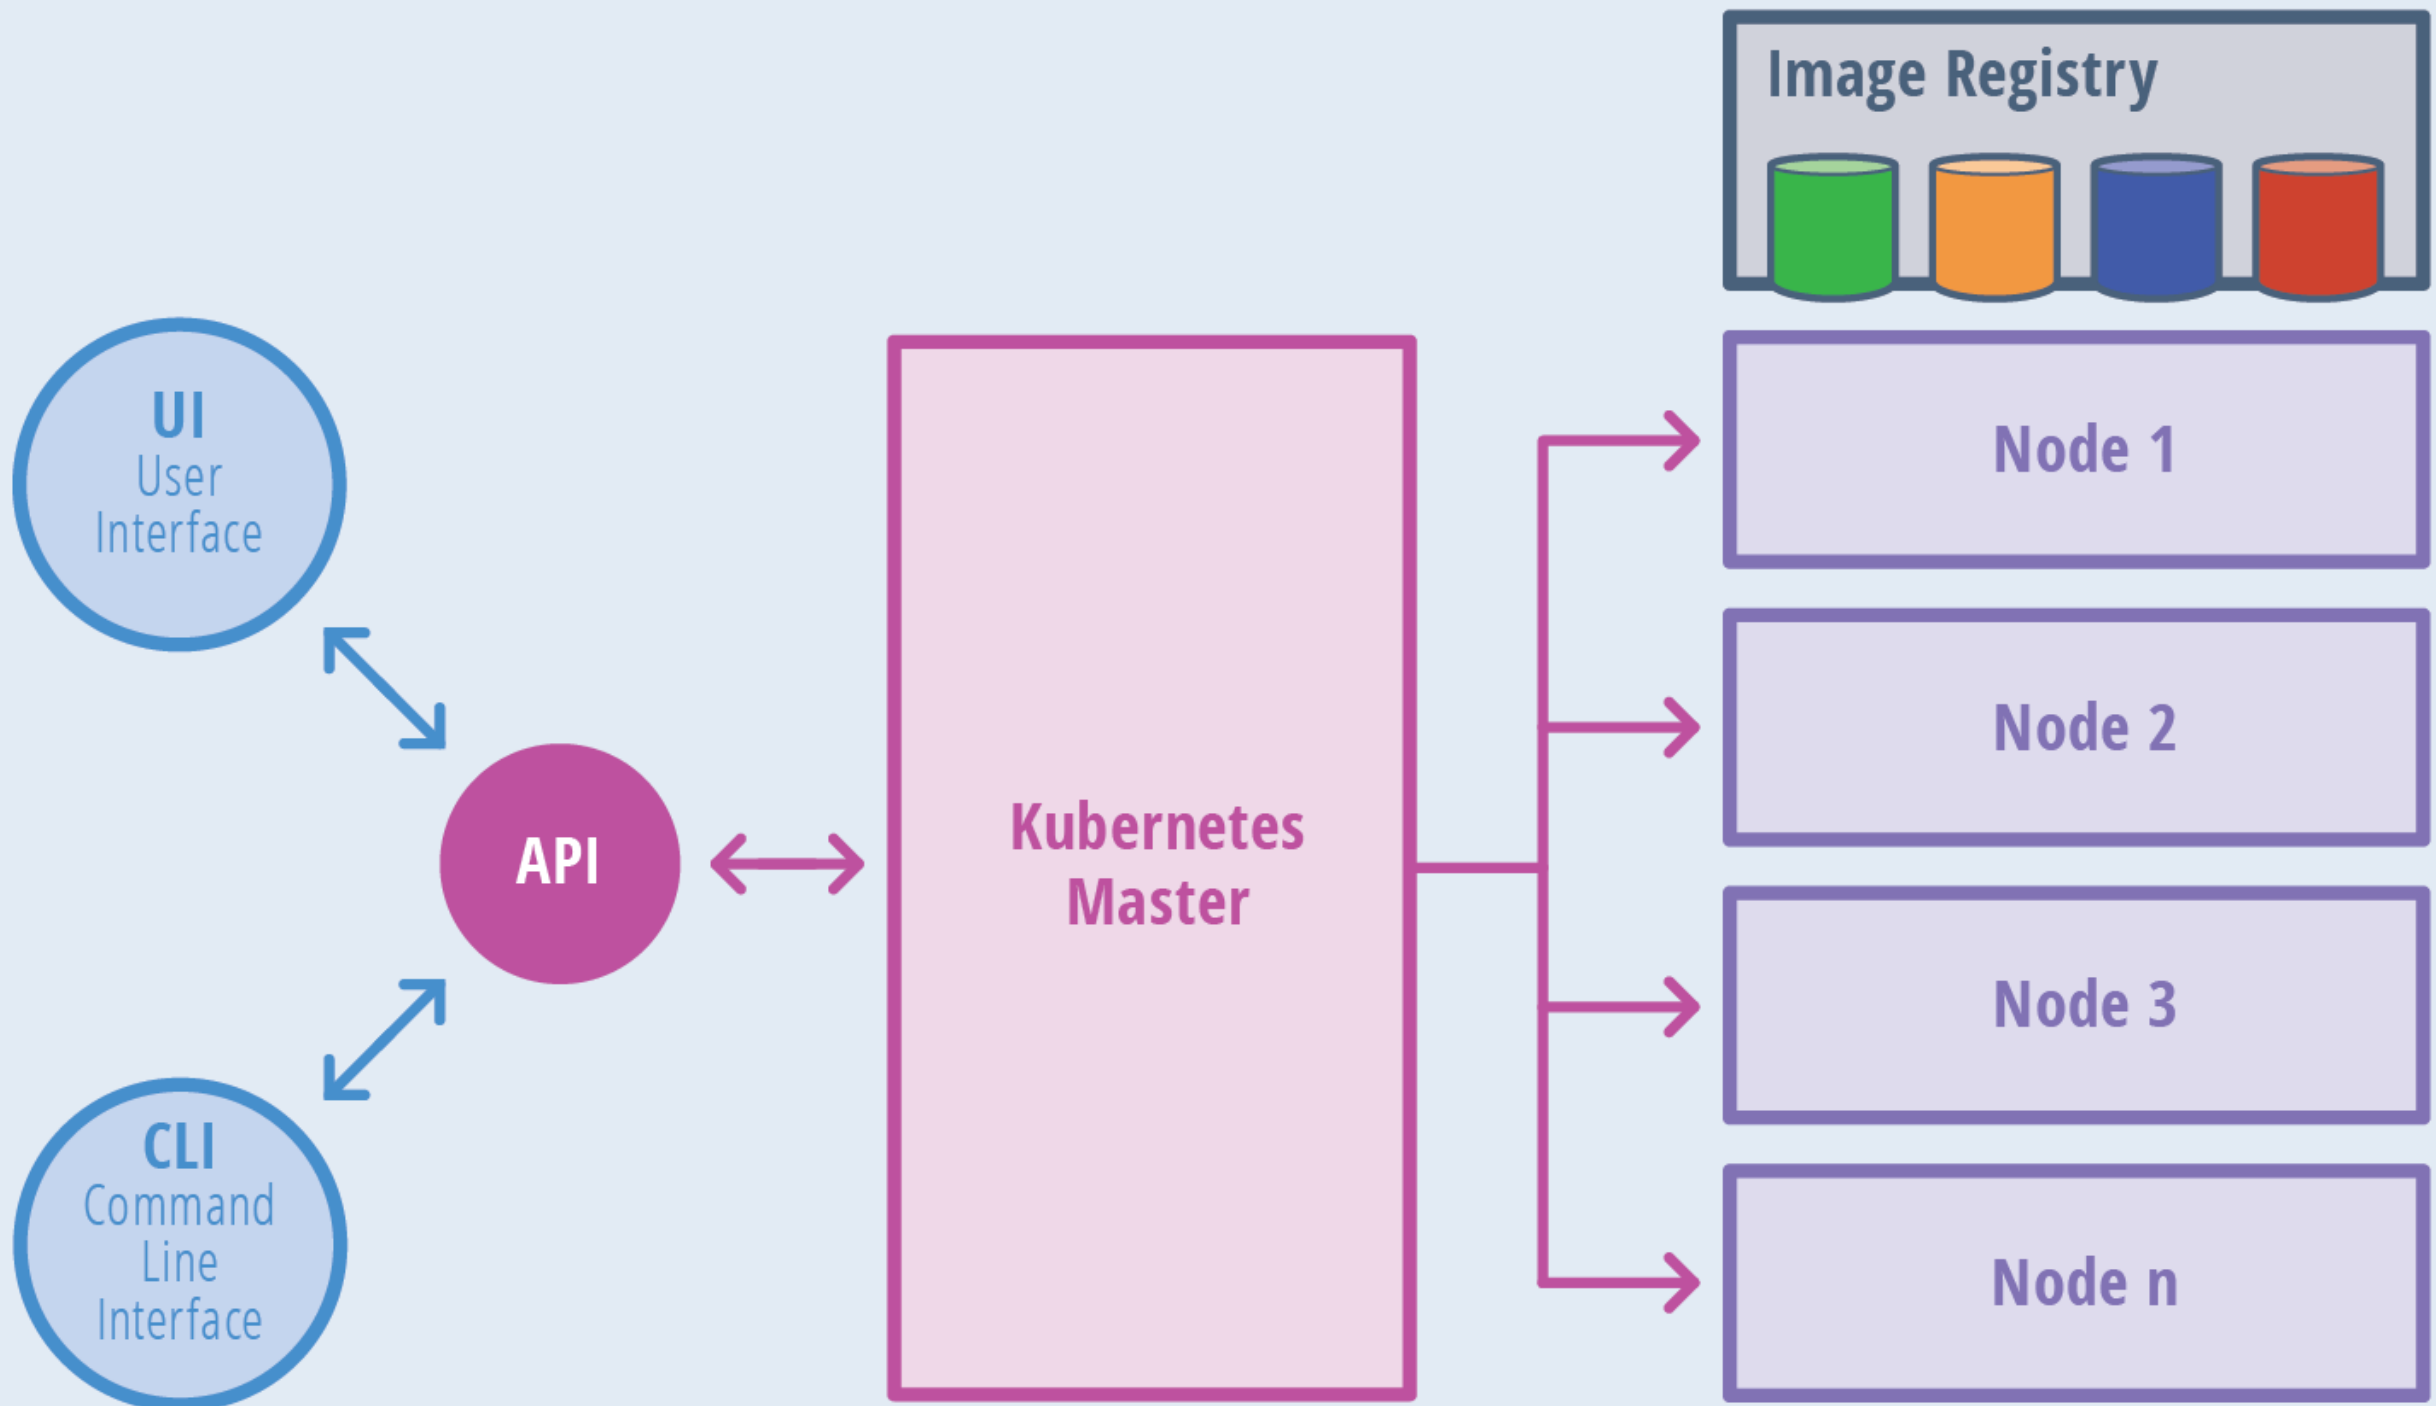 Image Registry
UI
User
Interface
API
CLI
Command
Line
Interface
Kubernetes
Master
Node 1
Node 2
Node 3
Node n